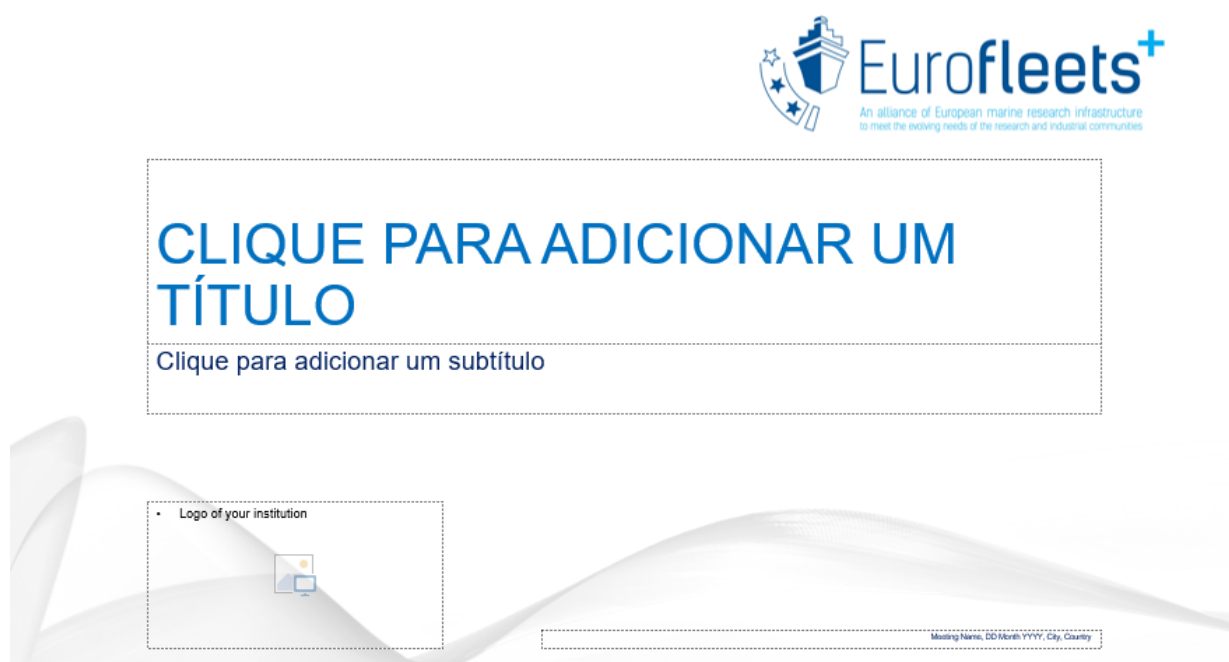 Eurofleets+
An alliance of European marine research infrastructure
to meet the evolving needs of the research and industrial communities
CLIQUE PARA ADICIONAR UM
TÍTULO
Clique para adicionar um subtítulo
• Logo of your institution
Meeting Name, DD Month YYYY, City, Country